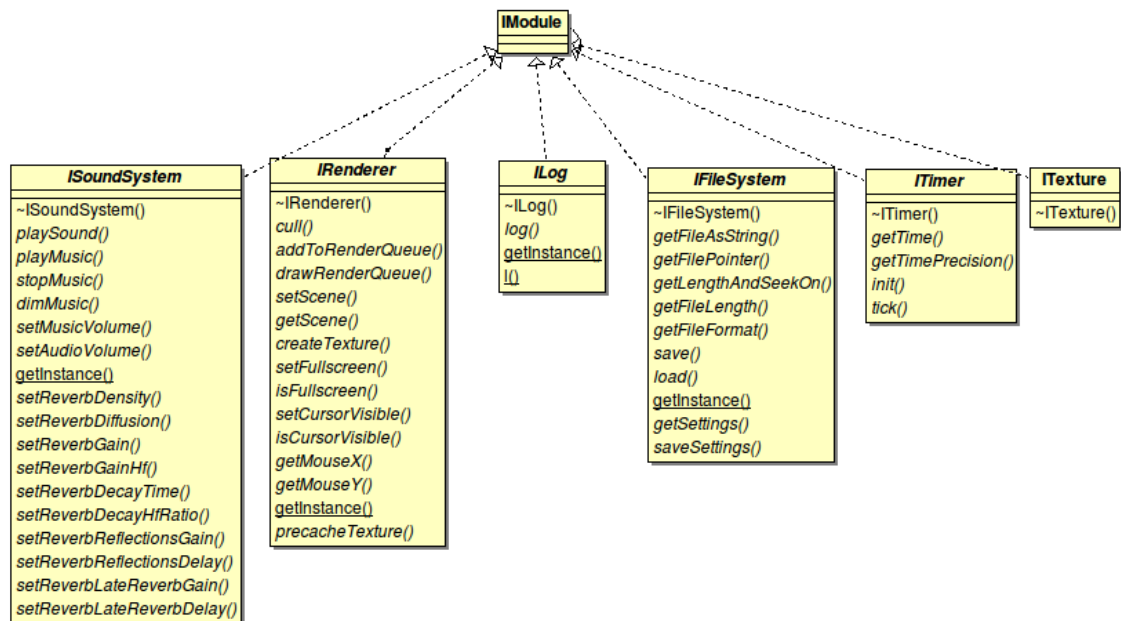 IModule
ISoundSystem
~ISoundSystem()
playSound()
playMusic()
stopMusic()
dimMusic()
setMusicVolume()
setAudioVolume()
getInstance()
setReverbDensity()
setReverbDiffusion()
setReverbGain()
setReverbGainHf()
setReverbDecayTime()
setReverbDecayHfRatio()
setReverbReflectionsGain()
setReverbReflectionsDelay()
setReverbLateReverbGain()
setReverbLateReverbDelay()
IRenderer
~IRenderer()
cull()
addToRenderQueue()
drawRenderQueue()
setScene()
getScene()
createTexture()
setFullscreen()
isFullscreen()
setCursorVisible()
isCursorVisible()
getMouseX()
getMouseY()
getInstance()
precacheTexture()
ILog
~ILog()
log()
getInstance()
l()
IFileSystem
~IFileSystem()
getFileAsString()
getFilePointer()
getLengthAndSeekOn()
getFileLength()
getFileFormat()
save()
load()
getInstance()
getSettings()
saveSettings()
ITimer
~ITimer()
getTime()
getTimePrecision()
init()
tick()
ITexture
~ITexture()